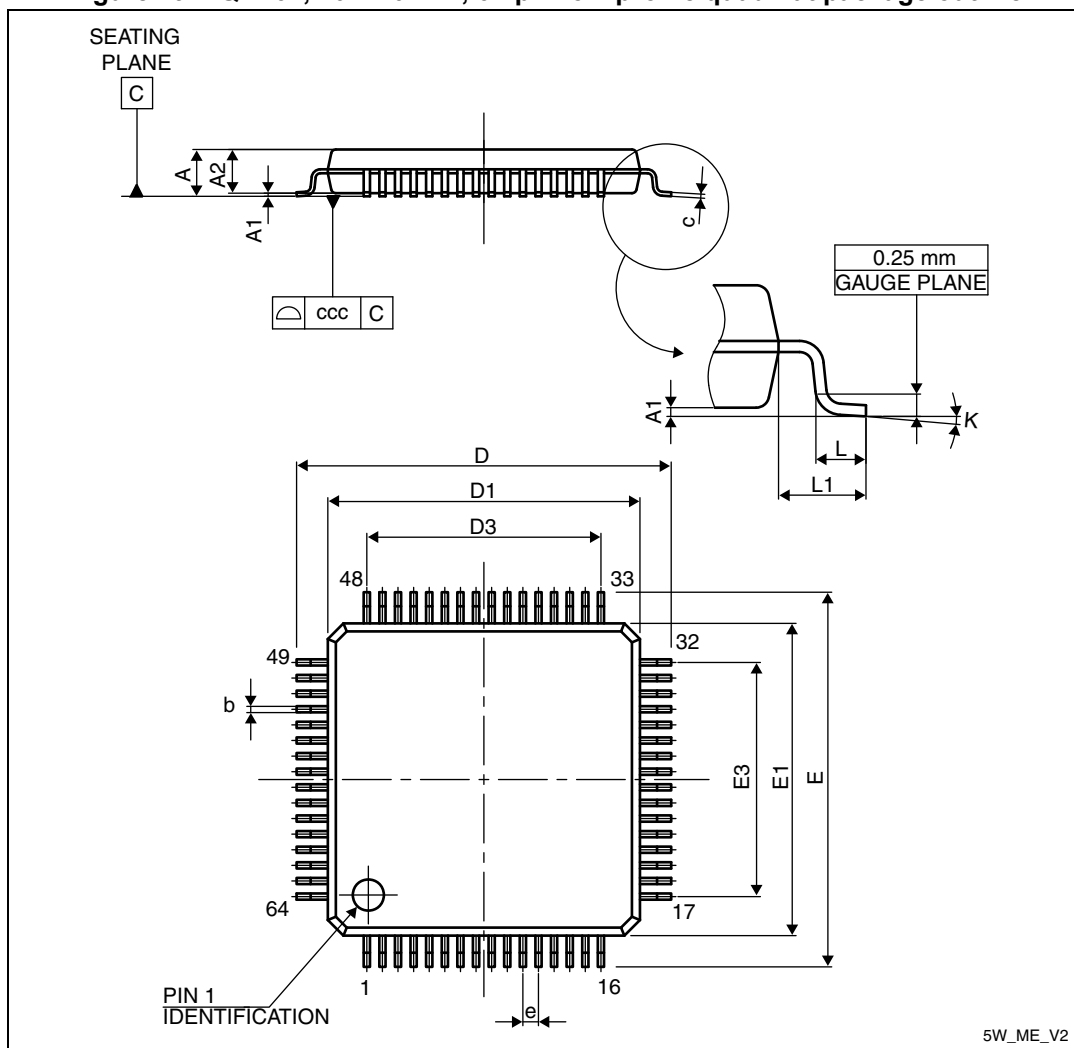 SEATING
PLANE
C
A
A2
A1
c
0.25 mm
GAUGE PLANE
ccc C
A1
K
L
L1
D
D1
D3
48
33
49
32
b
E3
E1
E
64
17
PIN 1
IDENTIFICATION
1
16
e
5W_ME_V2